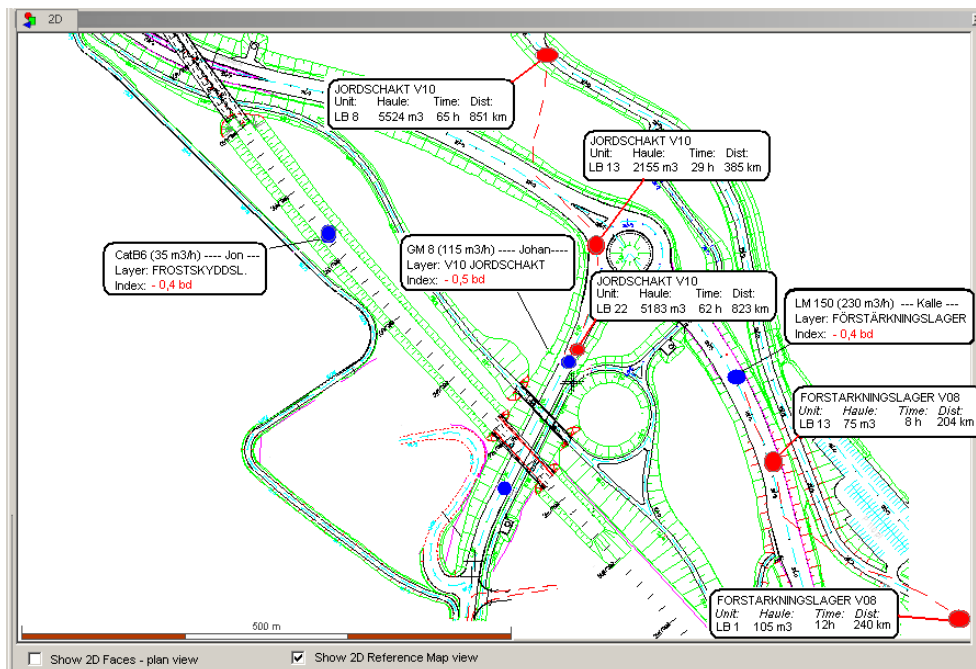 2D
JORDSCHAKT V10
Unit: Haule: Time: Dist:
LB 8 5524 m3 65 h 851 km
JORDSCHAKT V10
Unit: Haule: Time: Dist:
LB 13 2155 m3 29 h 385 km
CatB6 (35 m3/h) ---- Jon ---
Layer: FROSTSKYDDSL.
Index: - 0,4 bd
GM 8 (115 m3/h) ---- Johan----
Layer: V10 JORDSCHAKT
Index: - 0,5 bd
JORDSCHAKT V10
Unit: Haule: Time: Dist:
LB 22 5183 m3 62 h 823 km
LM 150 (230 m3/h) --- Kalle ---
Layer: FÖRSTÄRKNINGSLAGER
Index: - 0,4 bd
FORSTARKNINGSLAGER V08
Unit: Haule: Time: Dist:
LB 13 75 m3 8 h 204 km
FORSTARKNINGSLAGER V08
Unit: Haule: Time: Dist:
LB 1 105 m3 12h 240 km
500 m
Show 2D Faces - plan view
Show 2D Reference Map view